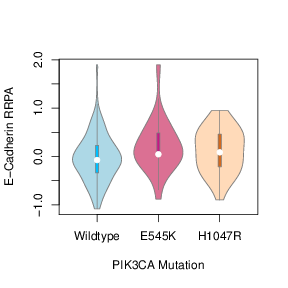 E−Cadherin RRPA
2.0
1.0
0.0
−1.0
Wildtype E545K H1047R
PIK3CA Mutation